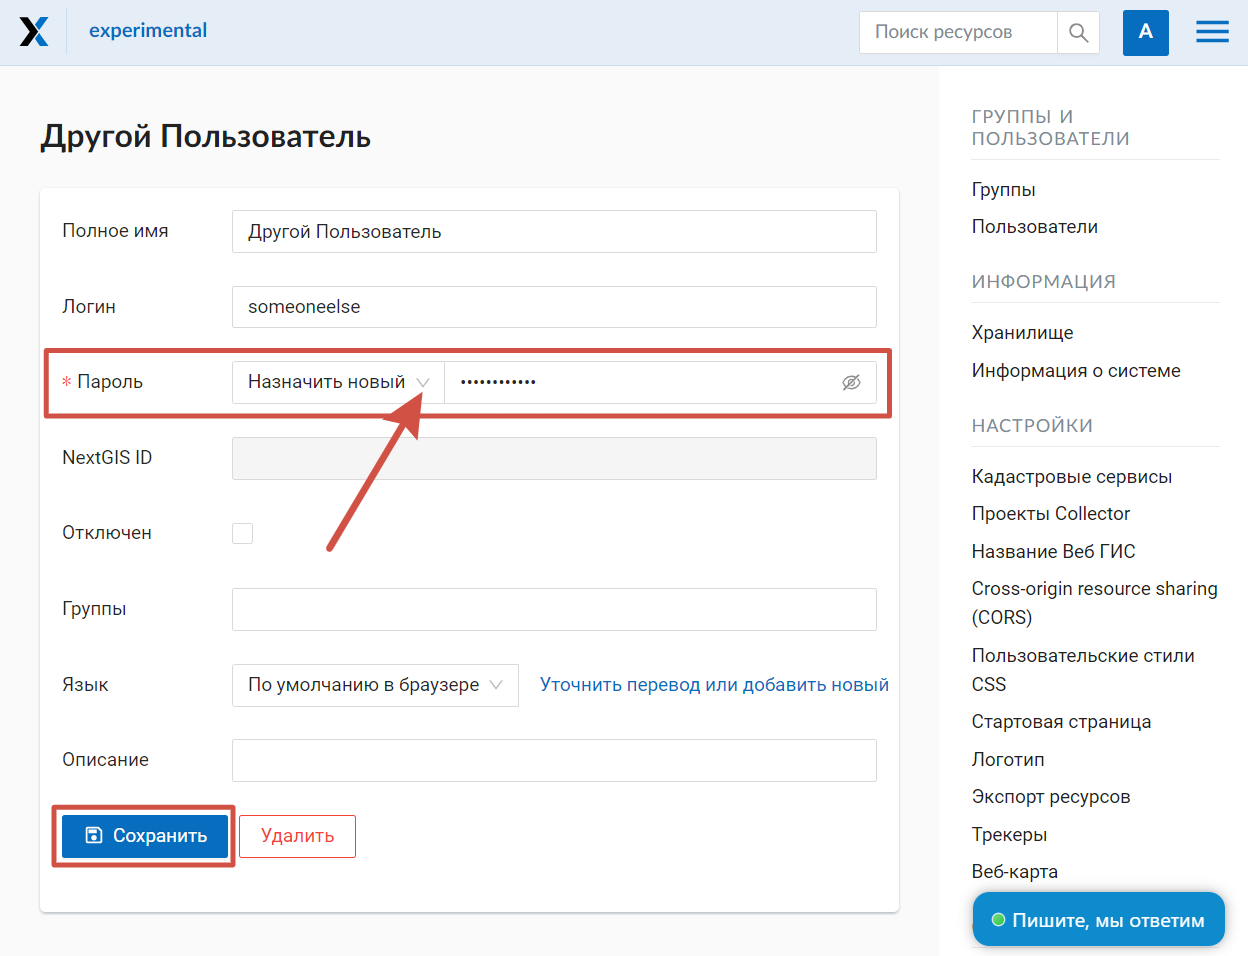 experimental
Поиск ресурсов
A
Другой Пользователь
Полное имя
Другой Пользователь
Логин
someoneelse
* Пароль
Назначить новый
••••••••••••
NextGIS ID
Отключен
Группы
Язык
По умолчанию в браузере
Уточнить перевод или добавить новый
Описание
Сохранить
Удалить
ГРУППЫ И
ПОЛЬЗОВАТЕЛИ
Группы
Пользователи
ИНФОРМАЦИЯ
Хранилище
Информация о системе
НАСТРОЙКИ
Кадастровые сервисы
Проекты Collector
Название Веб ГИС
Cross-origin resource sharing
(CORS)
Пользовательские стили
CSS
Стартовая страница
Логотип
Экспорт ресурсов
Трекеры
Веб-карта
Пишите, мы ответим